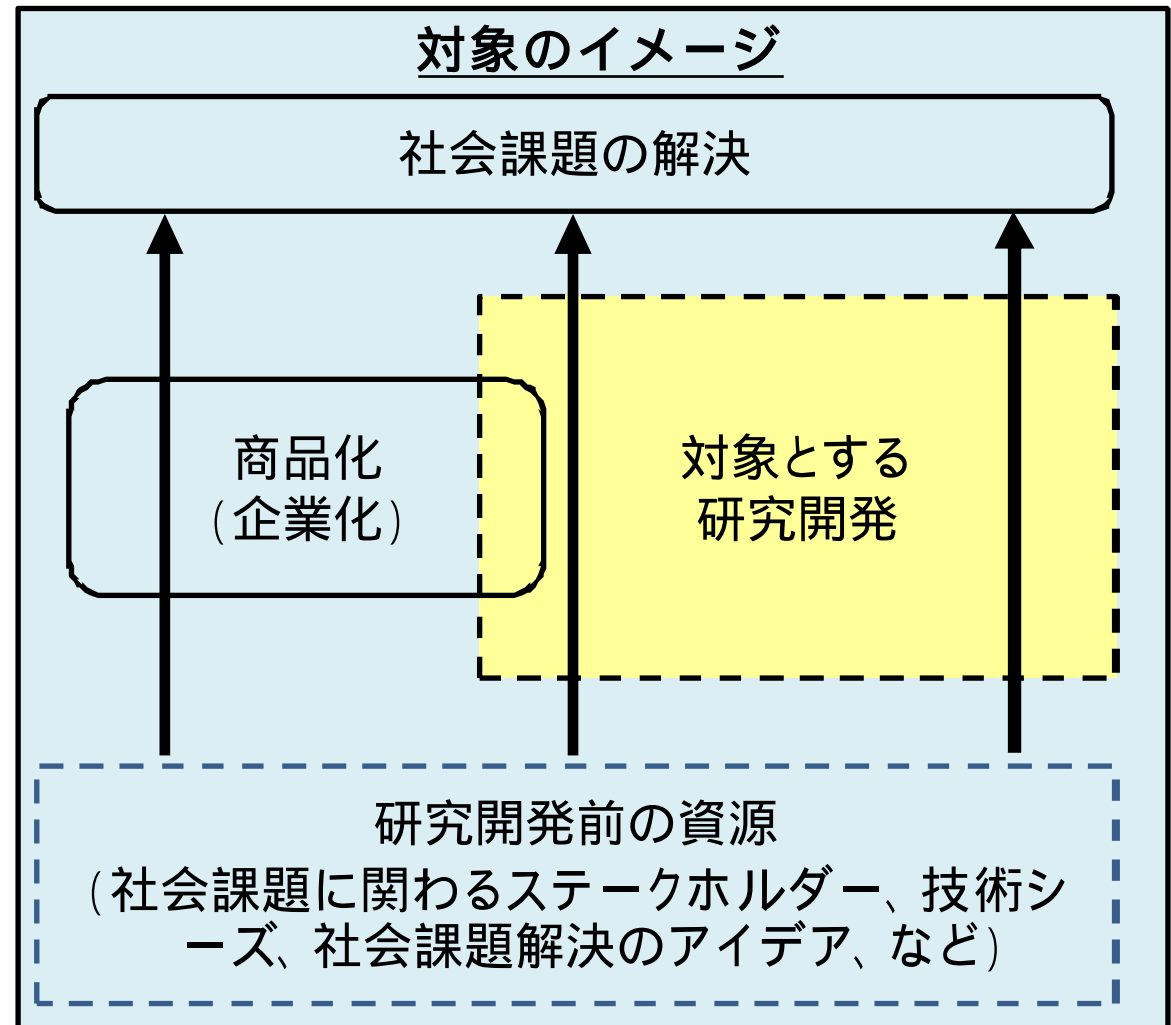 対象のイメージ
社会課題の解決
商品化
(企業化)
対象とする
研究開発
研究開発前の資源
(社会課題に関わるステークホルダー、技術シ
ーズ、社会課題解決のアイデア、など)